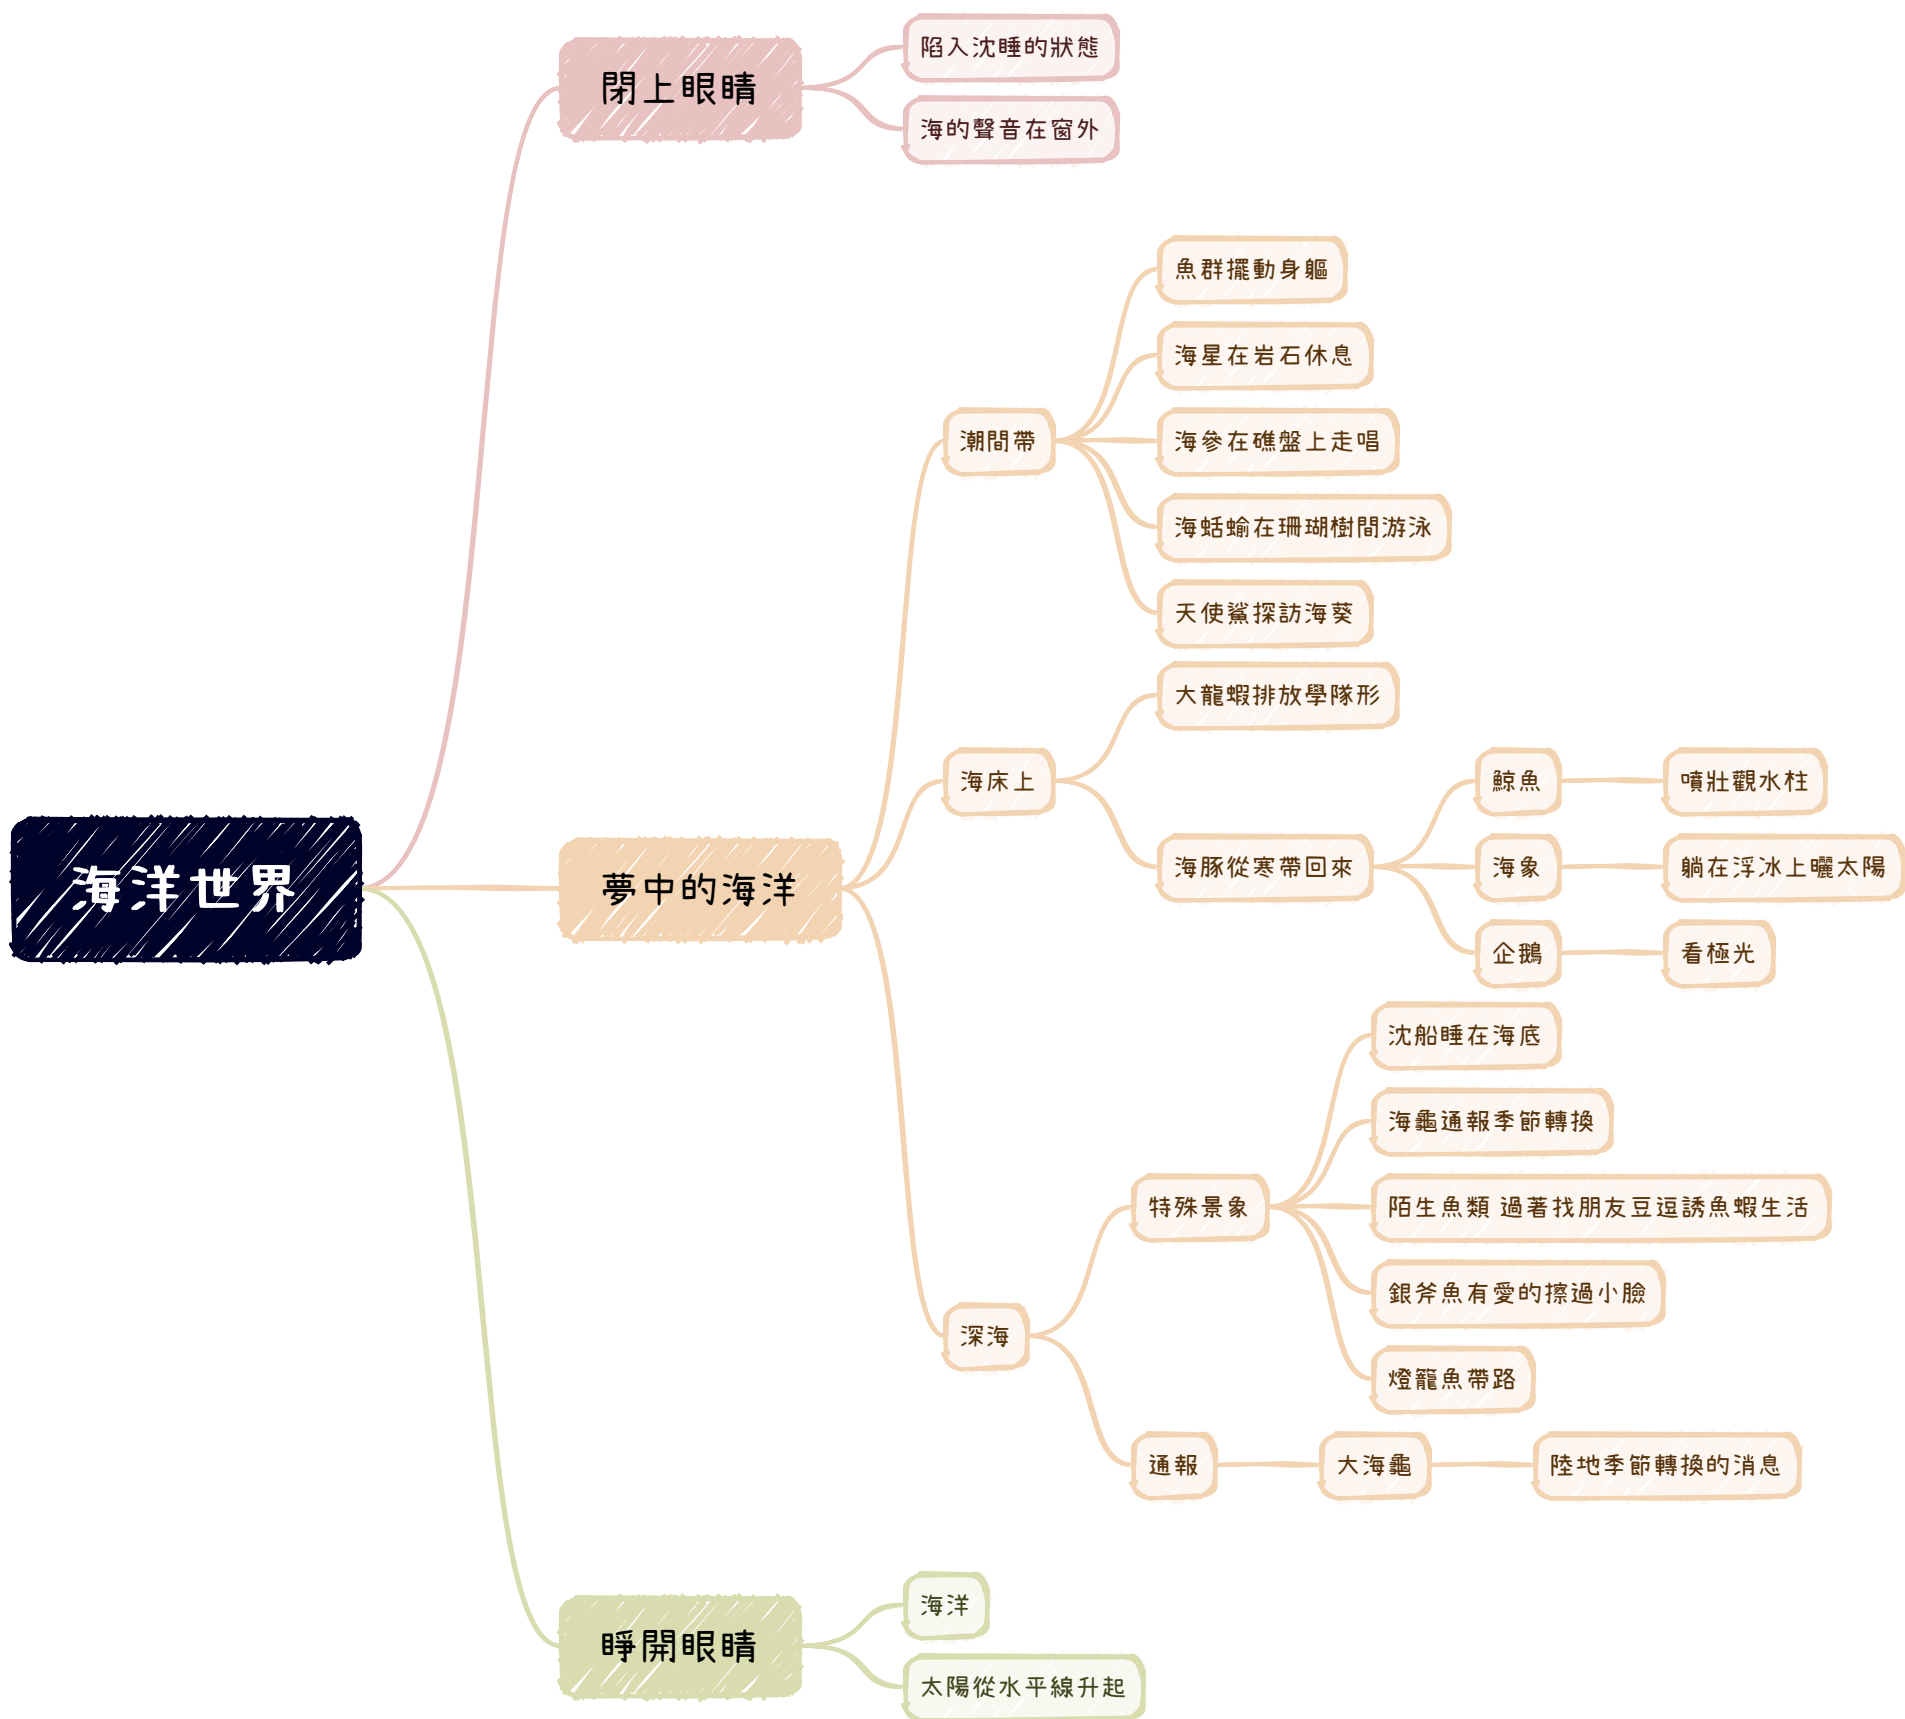 海洋世界
閉上眼睛
陷入沈睡的狀態
海的聲音在窗外
夢中的海洋
潮間帶
魚群擺動身軀
海星在岩石休息
海參在礁盤上走唱
海蛞蝓在珊瑚樹間游泳
天使鯊探訪海葵
海床上
大龍蝦排放學隊形
海豚從寒帶回來
鯨魚
噴壯觀水柱
海象
躺在浮冰上曬太陽
企鵝
看極光
深海
特殊景象
沈船睡在海底
海龜通報季節轉換
陌生魚類 過著找朋友豆逗誘魚蝦生活
銀斧魚有愛的擦過小臉
燈籠魚帶路
通報
大海龜
陸地季節轉換的消息
睜開眼睛
海洋
太陽從水平線升起